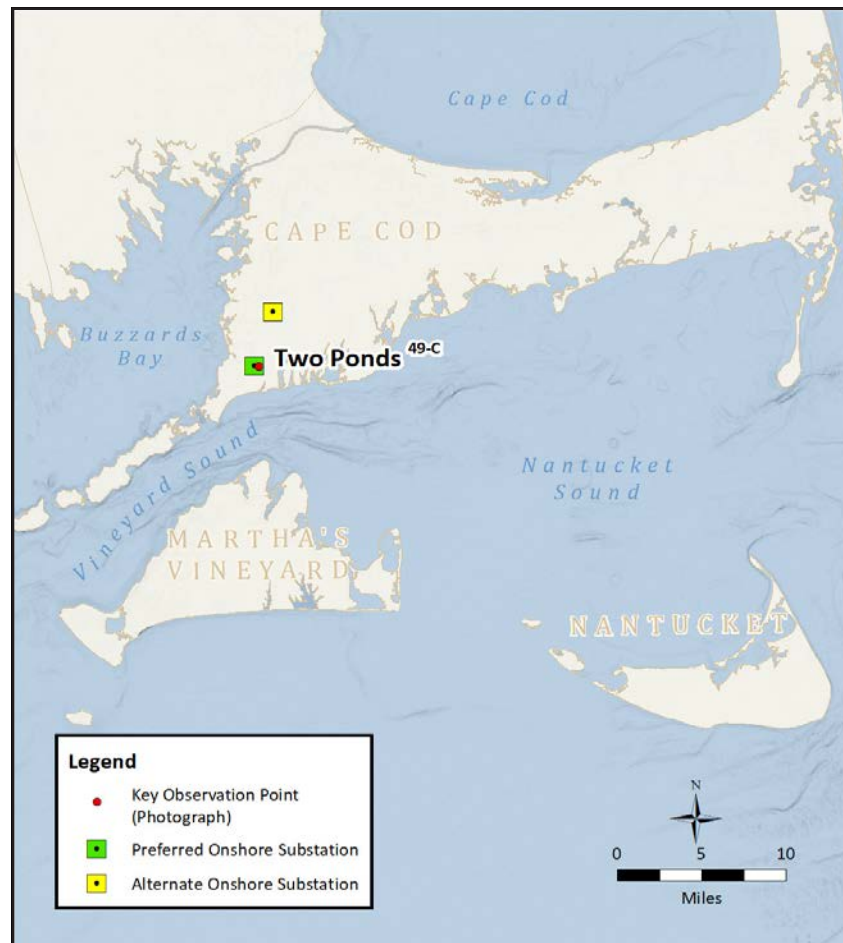 Cape Cod
CAPE COD
Buzzards
Bay
Two Ponds 49-C
Vineyard Sound
Nantucket
Sound
MARTHA'S
VINEYARD
NANTUCKET
Legend
Key Observation Point
(Photograph)
Preferred Onshore Substation
Alternate Onshore Substation
N
0 5 10
Miles